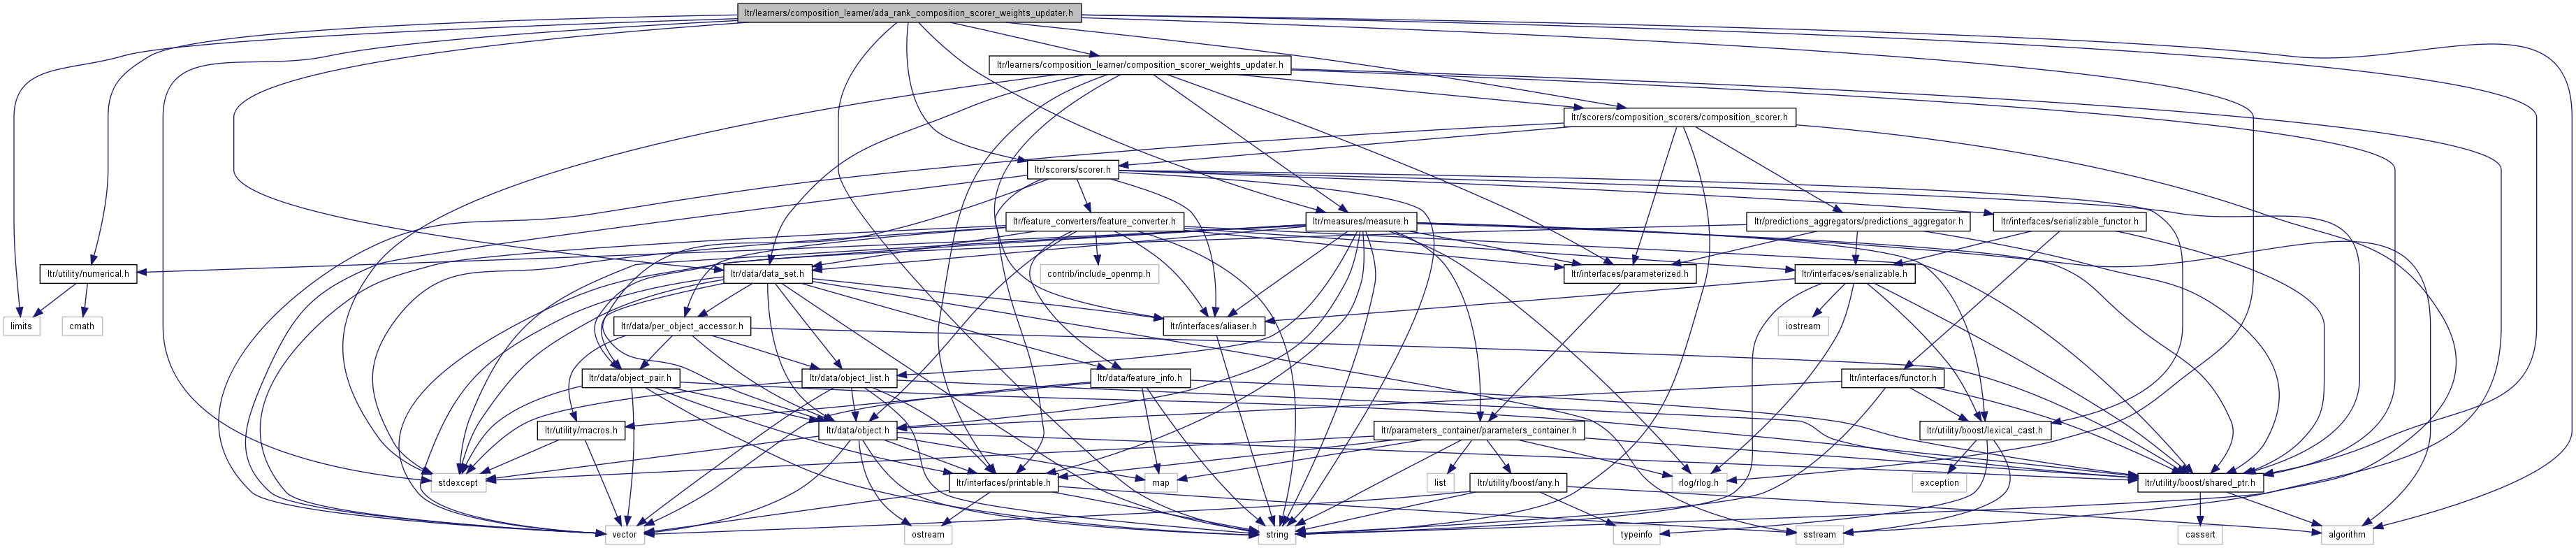 ltr/learners/composition_learner/ada_rank_composition_scorer_weights_updater.h
ltr/learners/composition_learner/composition_scorer_weights_updater.h
ltr/scorers/composition_scorers/composition_scorer.h
ltr/scorers/scorer.h
ltr/feature_converters/feature_converter.h
ltr/measures/measure.h
ltr/predictions_aggregators/predictions_aggregator.h
ltr/interfaces/serializable_functor.h
ltr/utility/numerical.h
ltr/data/data_set.h
contrib/include_openmp.h
ltr/interfaces/parameterized.h
ltr/interfaces/serializable.h
limits
cmath
ltr/data/per_object_accessor.h
ltr/interfaces/aliaser.h
iostream
ltr/data/object_pair.h
ltr/data/object_list.h
ltr/data/feature_info.h
ltr/interfaces/functor.h
ltr/utility/macros.h
ltr/data/object.h
ltr/parameters_container/parameters_container.h
ltr/utility/boost/lexical_cast.h
stdexcept
ltr/interfaces/printable.h
map
list
ltr/utility/boost/any.h
rlog/rlog.h
exception
ltr/utility/boost/shared_ptr.h
vector
ostream
string
typeinfo
sstream
cassert
algorithm